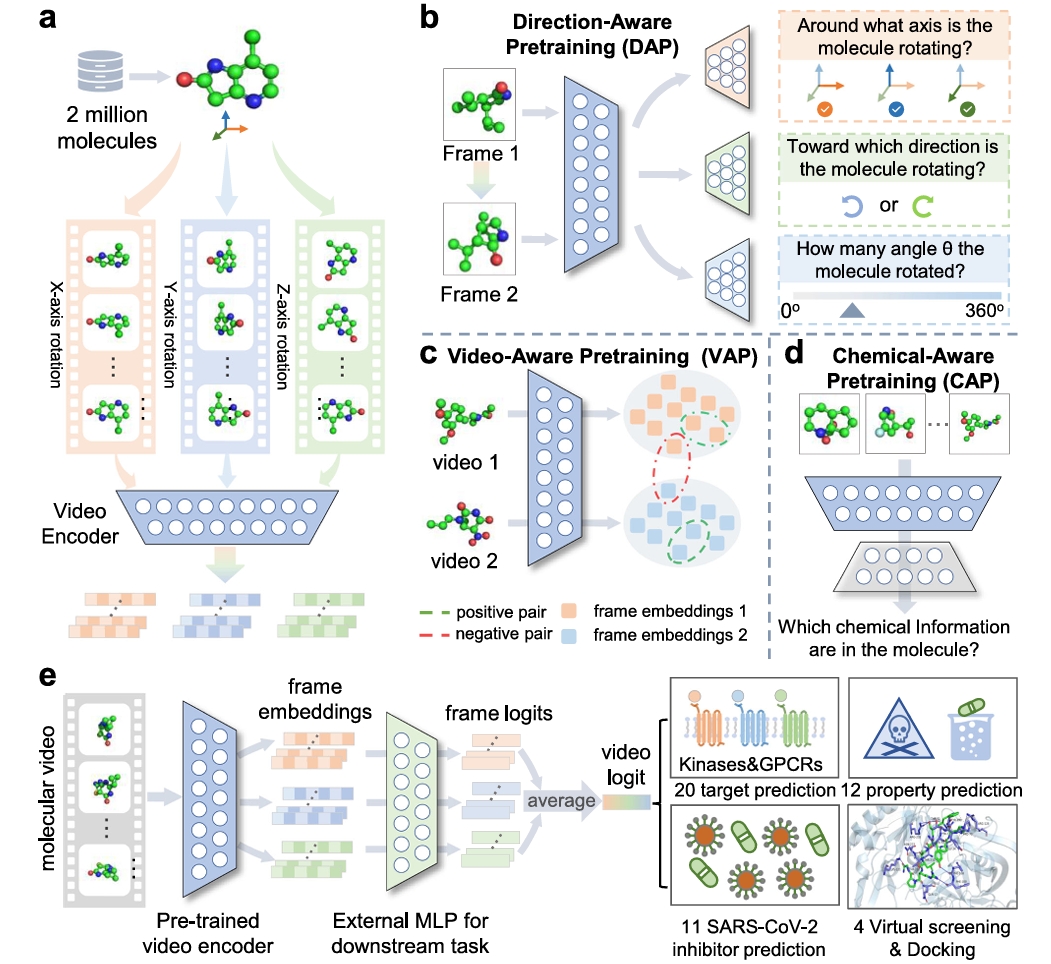 a
2 million
molecules
X-axis rotation
Y-axis rotation
Z-axis rotation
Video
Encoder
b
Direction-Aware
Pretraining (DAP)
Frame 1
Frame 2
Around what axis is the
molecule rotating?
Toward which direction is
the molecule rotating?
or
How many angle θ the
molecule rotated?
0º
360º
c
Video-Aware Pretraining (VAP)
video 1
video 2
positive pair
negative pair
frame embeddings 1
frame embeddings 2
d
Chemical-Aware
Pretraining (CAP)
Which chemical Information
are in the molecule?
e
molecular video
Pre-trained
video encoder
frame
embeddings
External MLP for
downstream task
frame logits
average
video
logit
Kinases&GPCRs
20 target prediction
12 property prediction
11 SARS-CoV-2
inhibitor prediction
4 Virtual screening
& Docking